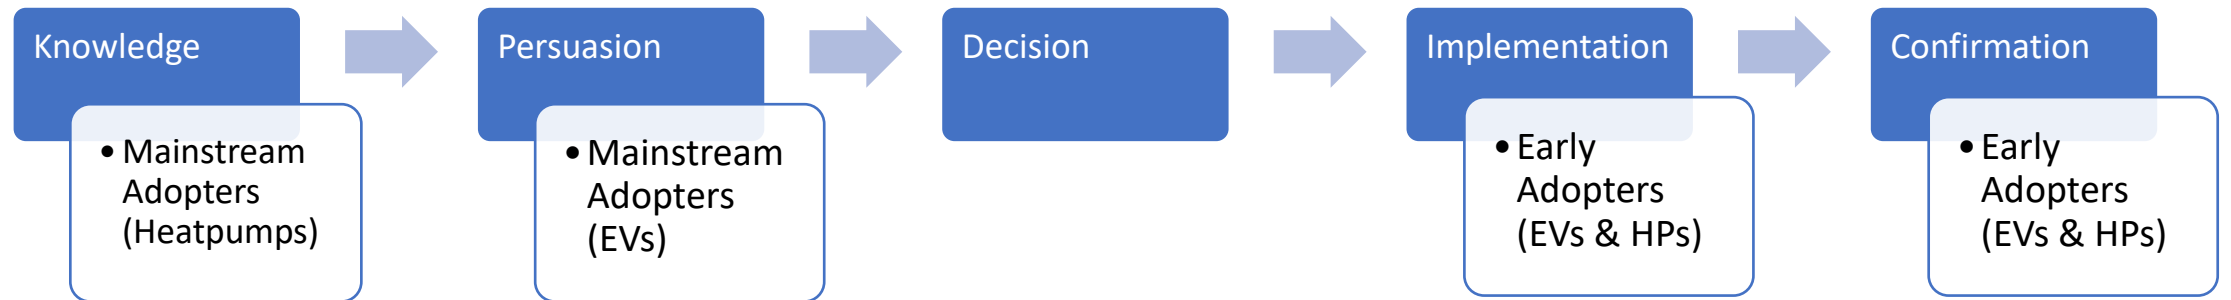 Knowledge
• Mainstream
Adopters
(Heatpumps)
Persuasion
• Mainstream
Adopters
(EVs)
Decision
Implementation
• Early
Adopters
(EVs & HPs)
Confirmation
• Early
Adopters
(EVs & HPs)